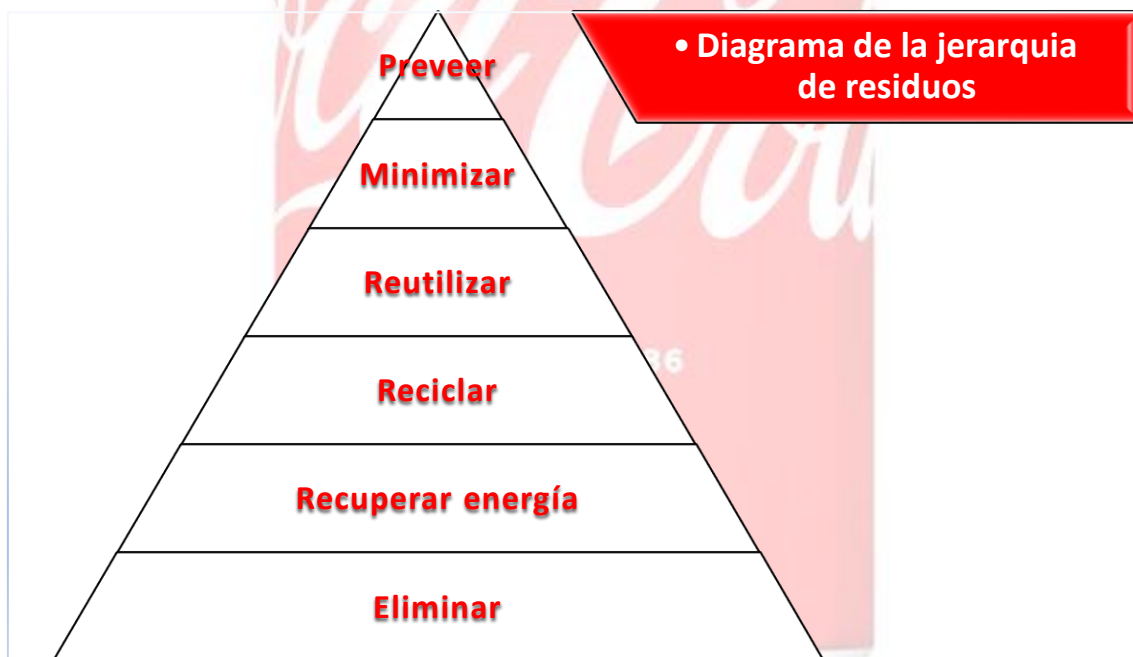 • Diagrama de la jerarquia
de residuos
Preveer
Minimizar
Reutilizar
Reciclar
Recuperar energía
Eliminar